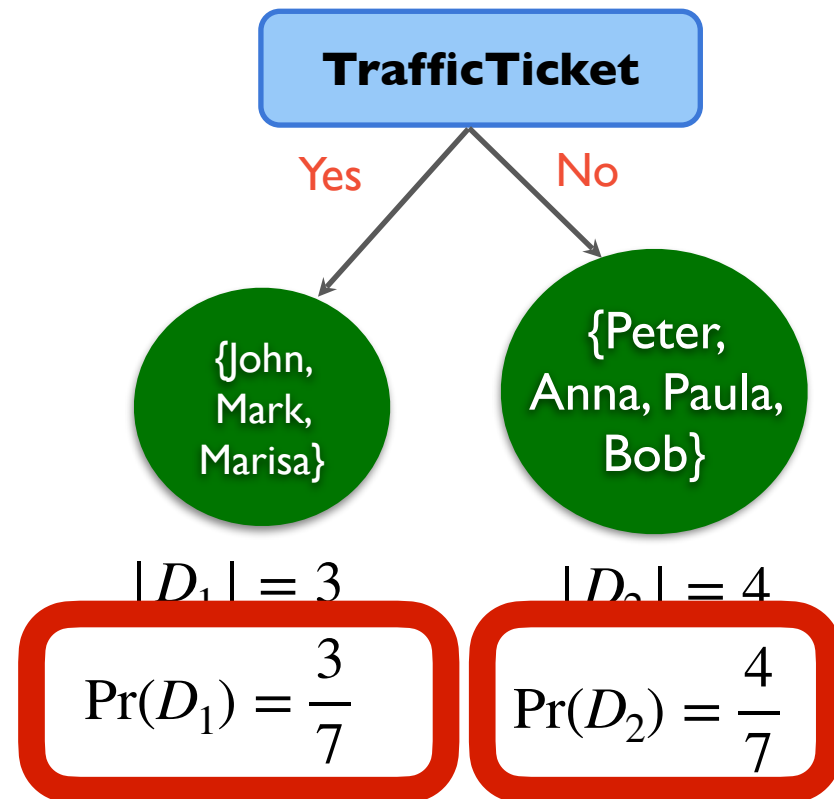 TrafficTicket
Yes
No
{John,
Mark,
Marisa}
{Peter,
Anna, Paula,
Bob}
|D₁| = 3
|D₂| = 4
Pr(D₁) = 3/7
Pr(D₂) = 4/7